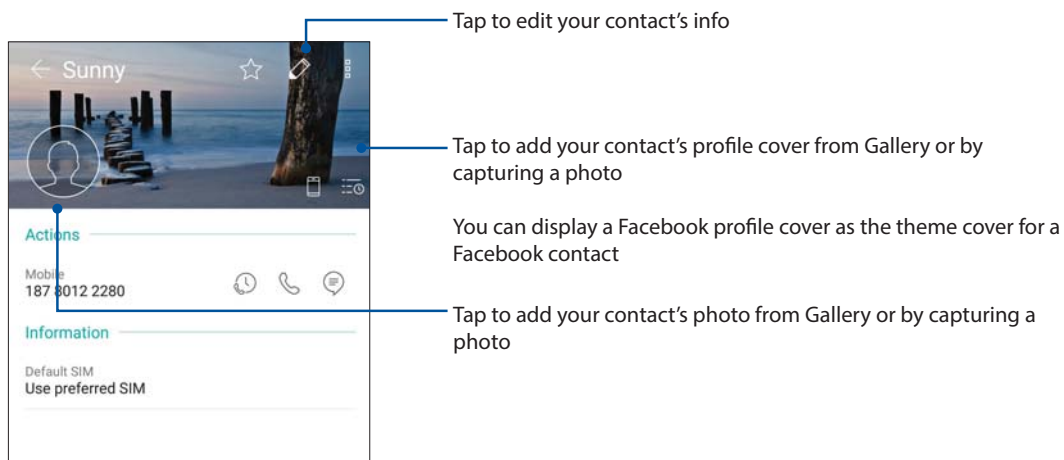 Tap to edit your contact’s info
Sunny
Tap to add your contact’s profile cover from Gallery or by
capturing a photo
You can display a Facebook profile cover as the theme cover for a
Facebook contact
Actions
Mobile
187 8012 2280
Tap to add your contact’s photo from Gallery or by capturing a
photo
Information
Default SIM
Use preferred SIM